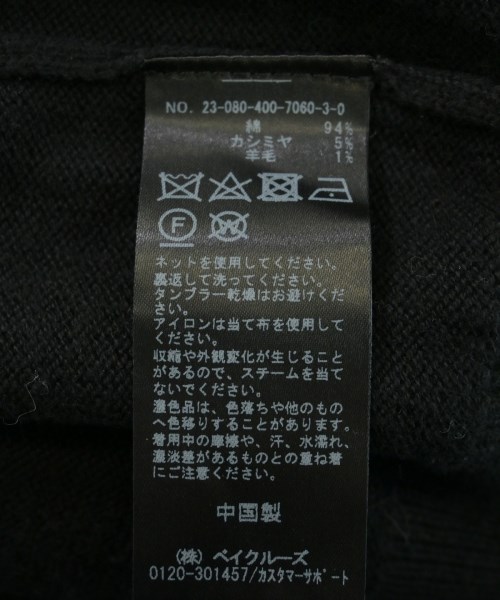 NO. 23-080-400-7060-3-0
綿 94%
カシミヤ 5%
羊毛 1%
F W
ネットを使用してください。
裏返して洗ってください。
タンブラー乾燥はお避けくださ
い。
アイロンは当て布を使用して
ください。
収縮や外観変化が生じること
があるので、スチームを当て
ないでください。
濃色品は、色落ちや他のもの
へ色移りすることがあります。
着用中の摩擦や、汗、水濡れ、
濃淡差があるものとの重ね着
にご注意ください。
中国製
(株) ベイクルーズ
0120-301457/カスタマーサポート